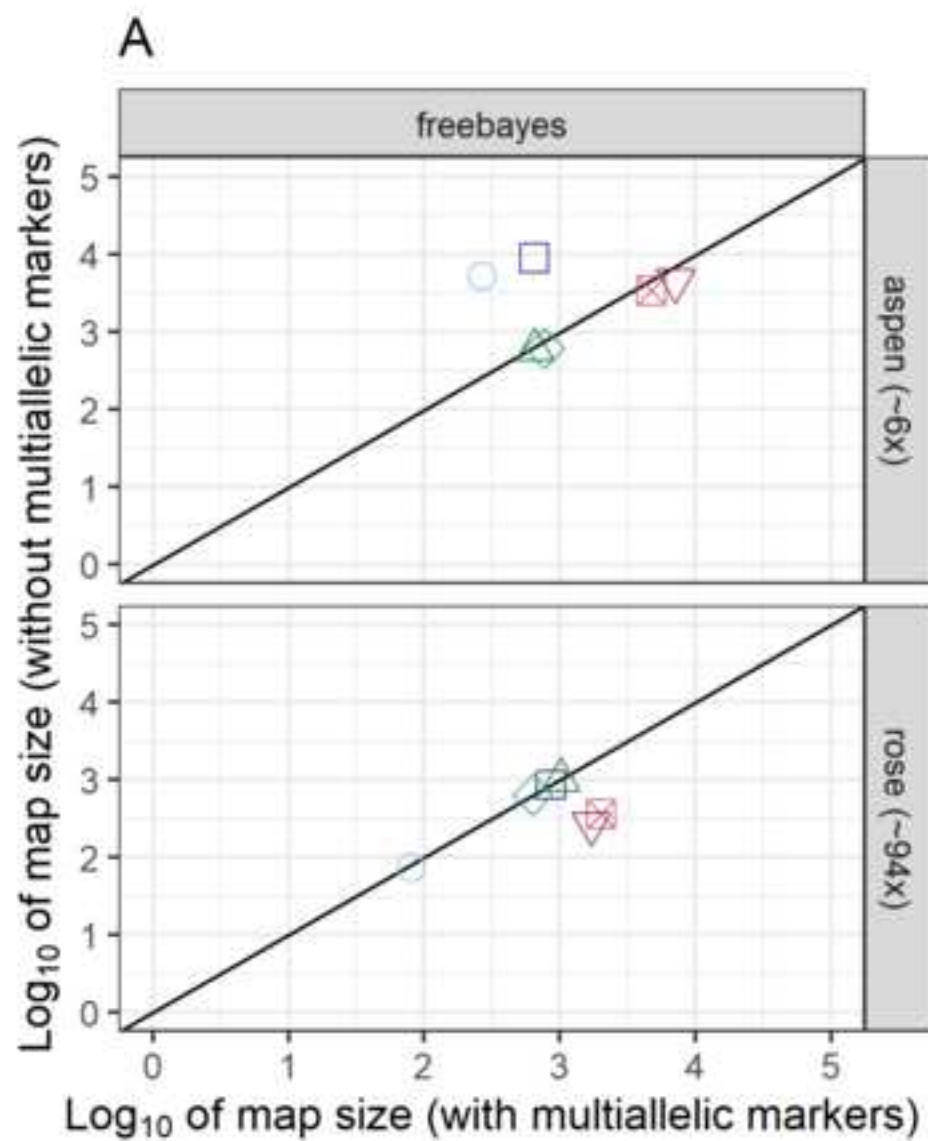 A
freebayes
Log10 of map size (without multiallelic markers)
5
4
3
2
1
0
aspen (~6x)
5
4
3
2
1
0
rose (~94x)
0 1 2 3 4 5
Log10 of map size (with multiallelic markers)